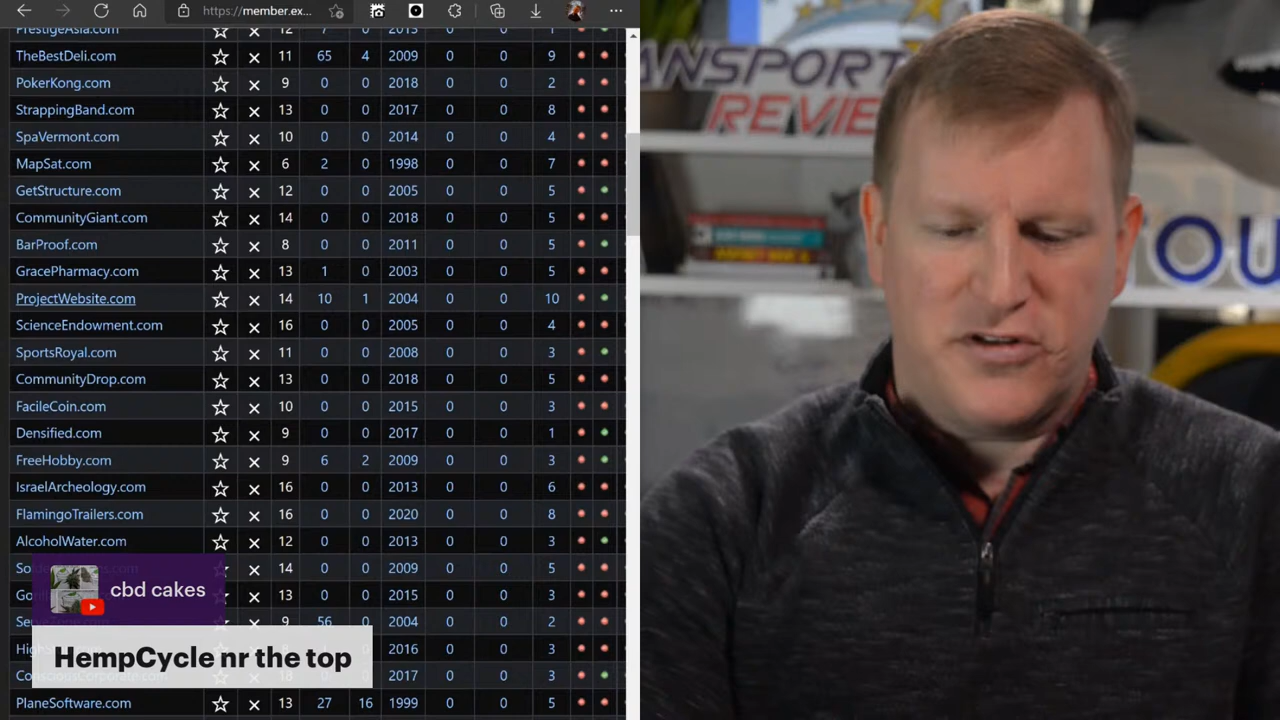 https://member.ex...
PrestigeAsia.com 12 7 0 2013 0 0 1
TheBestDeli.com 11 65 4 2009 0 0 9
PokerKong.com 9 0 0 2018 0 0 2
StrappingBand.com 13 0 0 2017 0 0 8
SpaVermont.com 10 0 0 2014 0 0 4
MapSat.com 6 2 0 1998 0 0 7
GetStructure.com 12 0 0 2005 0 0 5
CommunityGiant.com 14 0 0 2018 0 0 5
BarProof.com 8 0 0 2011 0 0 5
GracePharmacy.com 13 1 0 2003 0 0 5
ProjectWebsite.com 14 10 1 2004 0 0 10
ScienceEndowment.com 16 0 0 2005 0 0 4
SportsRoyal.com 11 0 0 2008 0 0 3
CommunityDrop.com 13 0 0 2018 0 0 5
FacileCoin.com 10 0 0 2015 0 0 3
Densified.com 9 0 0 2017 0 0 1
FreeHobby.com 9 6 2 2009 0 0 3
IsraelArcheology.com 16 0 0 2013 0 0 6
FlamingoTrailers.com 16 0 0 2020 0 0 8
AlcoholWater.com 12 0 0 2013 0 0 3
14 0 0 2009 0 0 5
13 0 0 2015 0 0 3
9 56 0 2004 0 0 2
2016 0 0 3
2017 0 0 3
PlaneSoftware.com 13 27 16 1999 0 0 5
cbd cakes
HempCycle nr the top
ANSPORT
REVIE
YOU